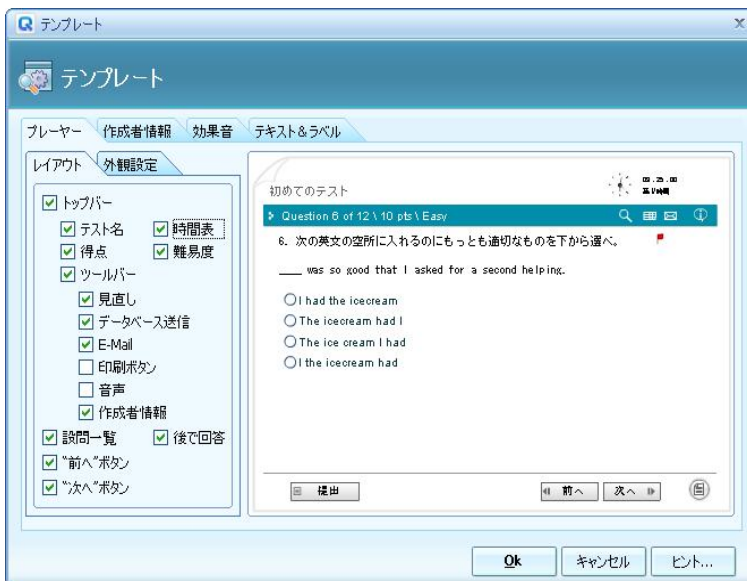 テンプレート
テンプレート
プレーヤー 作成者情報 効果音 テキスト&ラベル
レイアウト 外観設定
トップバー
テスト名 時間表
得点 難易度
ツールバー
見直し
データベース送信
E-Mail
印刷ボタン
音声
作成者情報
設問一覧 後で回答
"前へ"ボタン
"次へ"ボタン
初めてのテスト
Question 6 of 12 \ 10 pts \ Easy
6. 次の英文の空所に入れるのにもっとも適切なものを下から選べ。
___ was so good that I asked for a second helping.
I had the icecream
The icecream had I
The ice cream I had
I the icecream had
提出 前へ 次へ
Ok キャンセル ヒント...